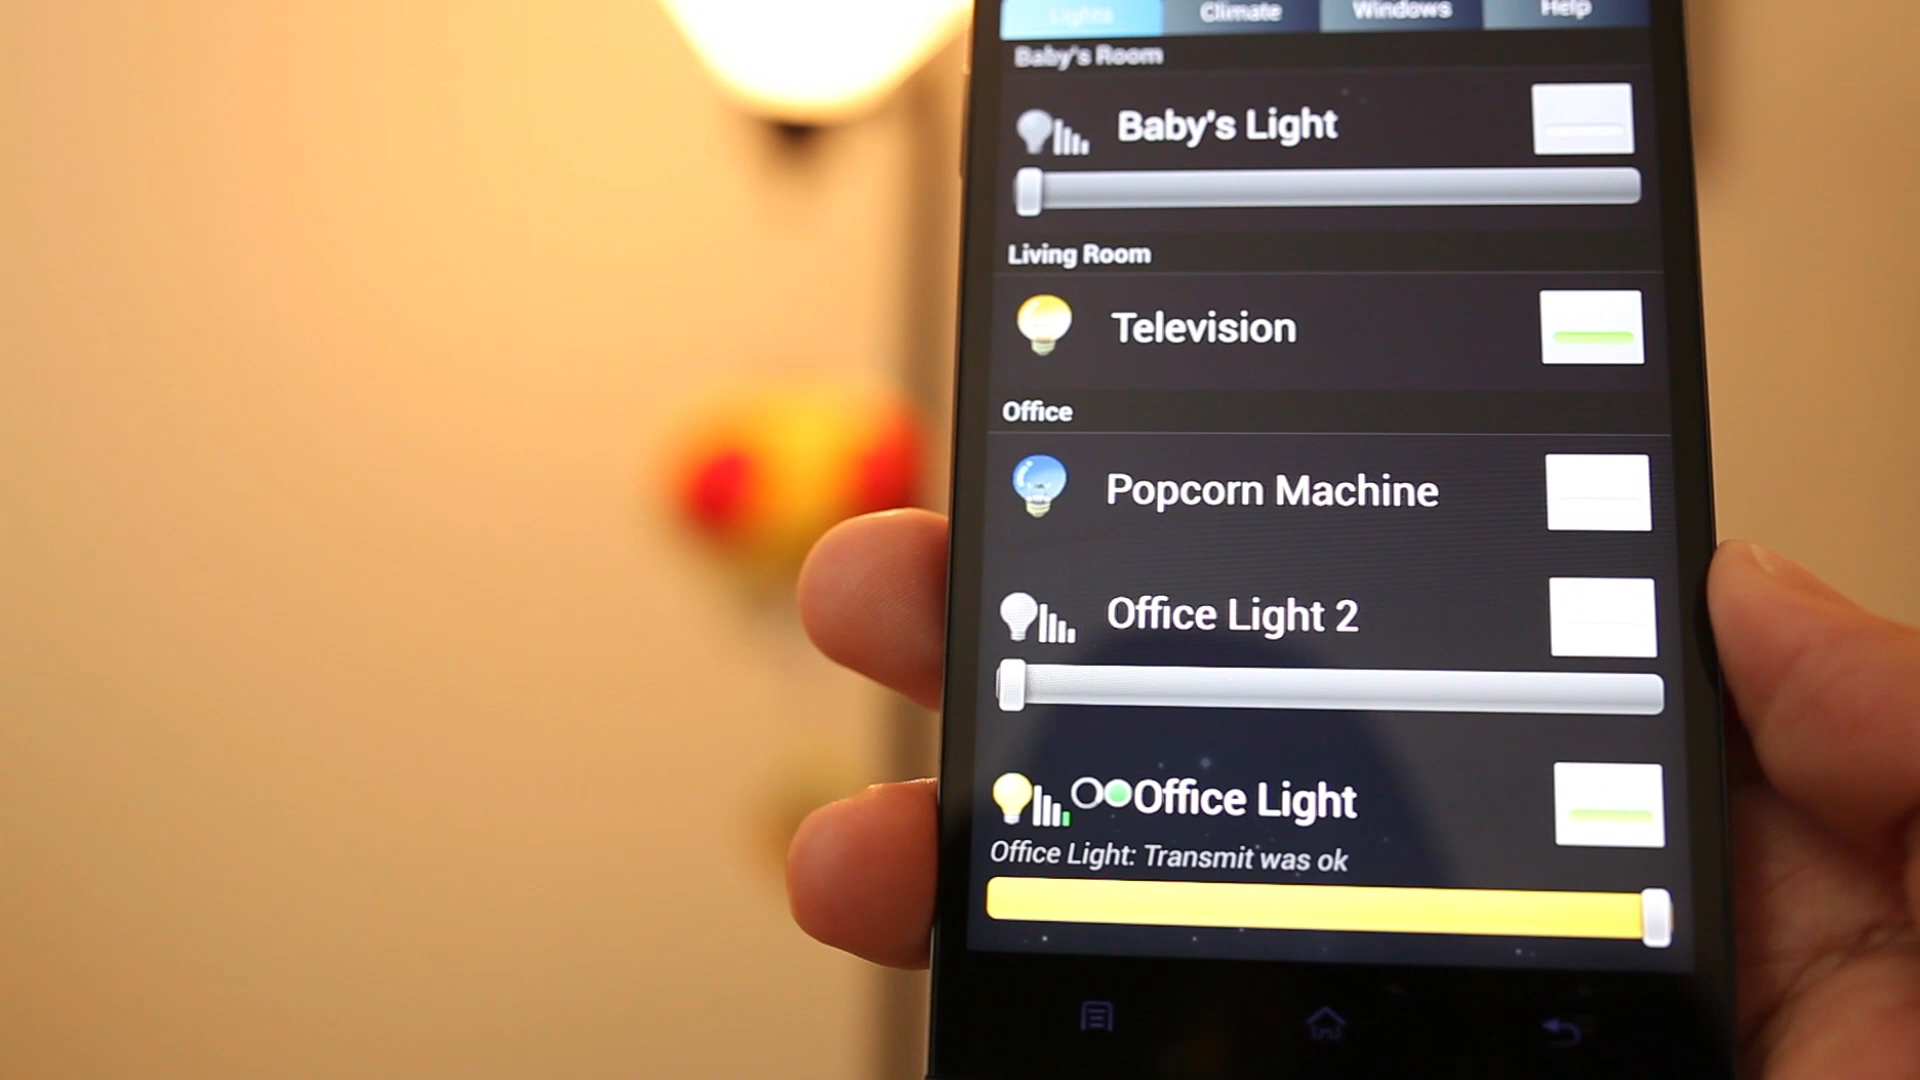 Lights Climate Windows Help
Baby's Room
Baby's Light
Living Room
Television
Office
Popcorn Machine
Office Light 2
Office Light
Office Light: Transmit was ok